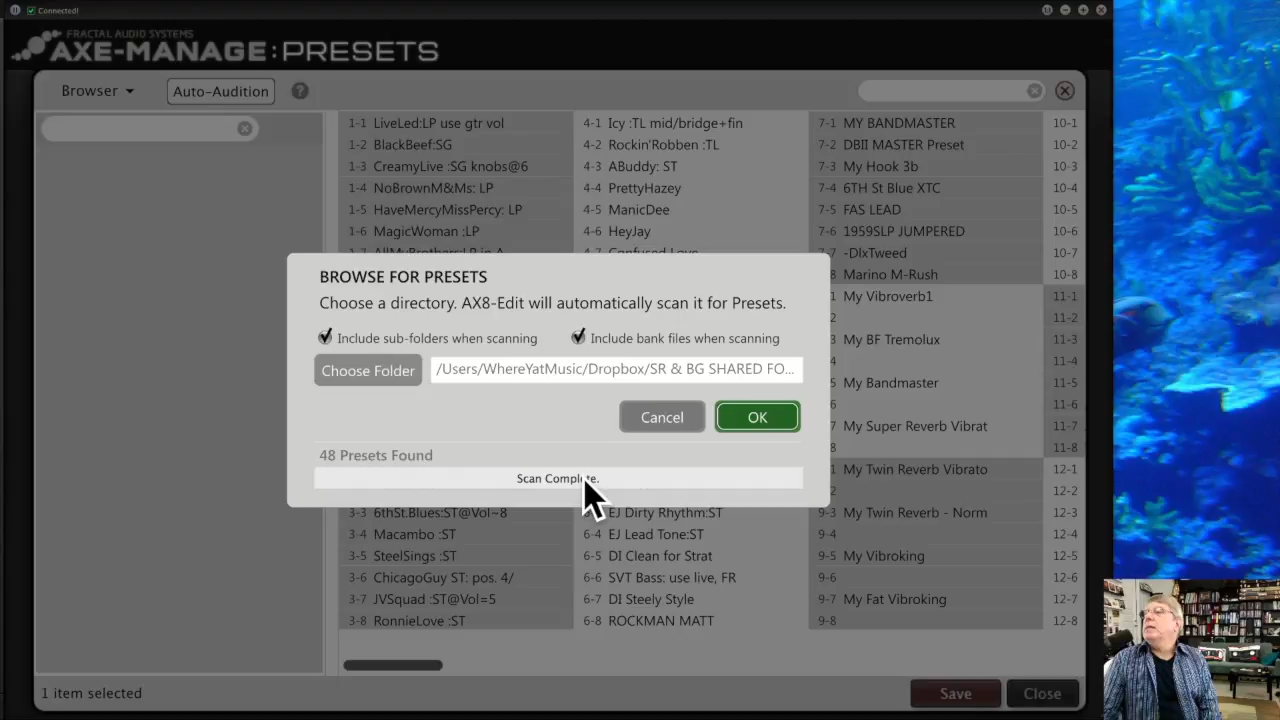 Connected!
FRACTAL AUDIO SYSTEMS
AXE-MANAGE:PRESETS
Browser
Auto-Audition
?
1-1 LiveLed:LP use gtr vol
1-2 BlackBeef:SG
1-3 CreamyLive :SG knobs@6
1-4 NoBrownM&Ms: LP
1-5 HaveMercyMissPercy: LP
1-6 MagicWoman :LP
4-1 Icy :TL mid/bridge+fin
4-2 Rockin'Robben :TL
4-3 ABuddy: ST
4-4 PrettyHazey
4-5 ManicDee
4-6 HeyJay
7-1 MY BANDMASTER
7-2 DBII MASTER Preset
7-3 My Hook 3b
7-4 6TH St Blue XTC
7-5 FAS LEAD
7-6 1959SLP JUMPERED
-DlxTweed
8 Marino M-Rush
10-1
10-2
10-3
10-4
10-5
10-6
10-7
10-8
BROWSE FOR PRESETS
Choose a directory. AX8-Edit will automatically scan it for Presets.
Include sub-folders when scanning
Include bank files when scanning
Choose Folder
/Users/WhereYatMusic/Dropbox/SR & BG SHARED FO...
Cancel
OK
48 Presets Found
Scan Complete.
1 My Vibroverb1
2
3 My BF Tremolux
4
5 My Bandmaster
6
7 My Super Reverb Vibrat
8
1 My Twin Reverb Vibrato
2
9-3 My Twin Reverb - Norm
9-4
9-5 My Vibroking
9-6
9-7 My Fat Vibroking
9-8
11-1
11-2
11-3
11-4
11-5
11-6
11-7
11-8
12-1
12-2
12-3
12-4
12-5
12-6
12-7
12-8
3-3 6thSt.Blues:ST@Vol~8
3-4 Macambo :ST
3-5 SteelSings :ST
3-6 ChicagoGuy ST: pos. 4/
3-7 JVSquad :ST@Vol=5
3-8 RonnieLove :ST
EJ Dirty Rhythm:ST
6-4 EJ Lead Tone:ST
6-5 DI Clean for Strat
6-6 SVT Bass: use live, FR
6-7 DI Steely Style
6-8 ROCKMAN MATT
1 item selected
Save
Close